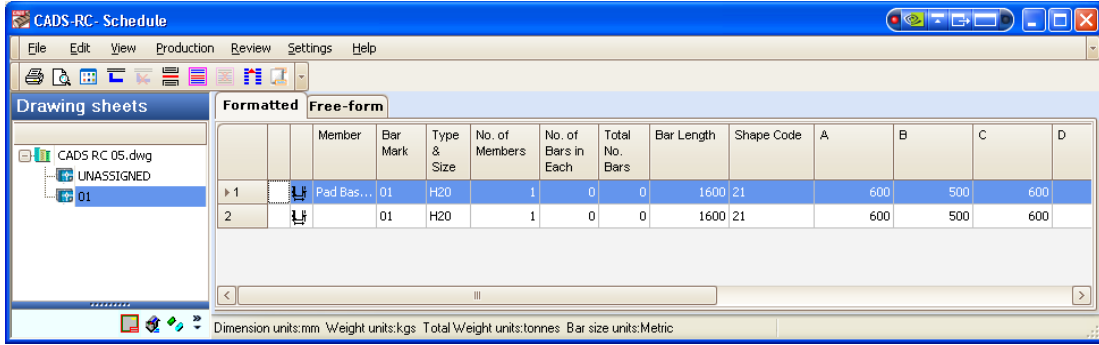 CADS-RC- Schedule
File Edit View Production Review Settings Help
Drawing sheets
Formatted Free-form
CADS RC 05.dwg
UNASSIGNED
01
Member Bar Mark Type & Size No. of Members No. of Bars in Each Total No. Bars Bar Length Shape Code A B C D
1 Pad Bas... 01 H20 1 0 0 1600 21 600 500 600
2 01 H20 1 0 0 1600 21 600 500 600
Dimension units:mm Weight units:kgs Total Weight units:tonnes Bar size units:Metric